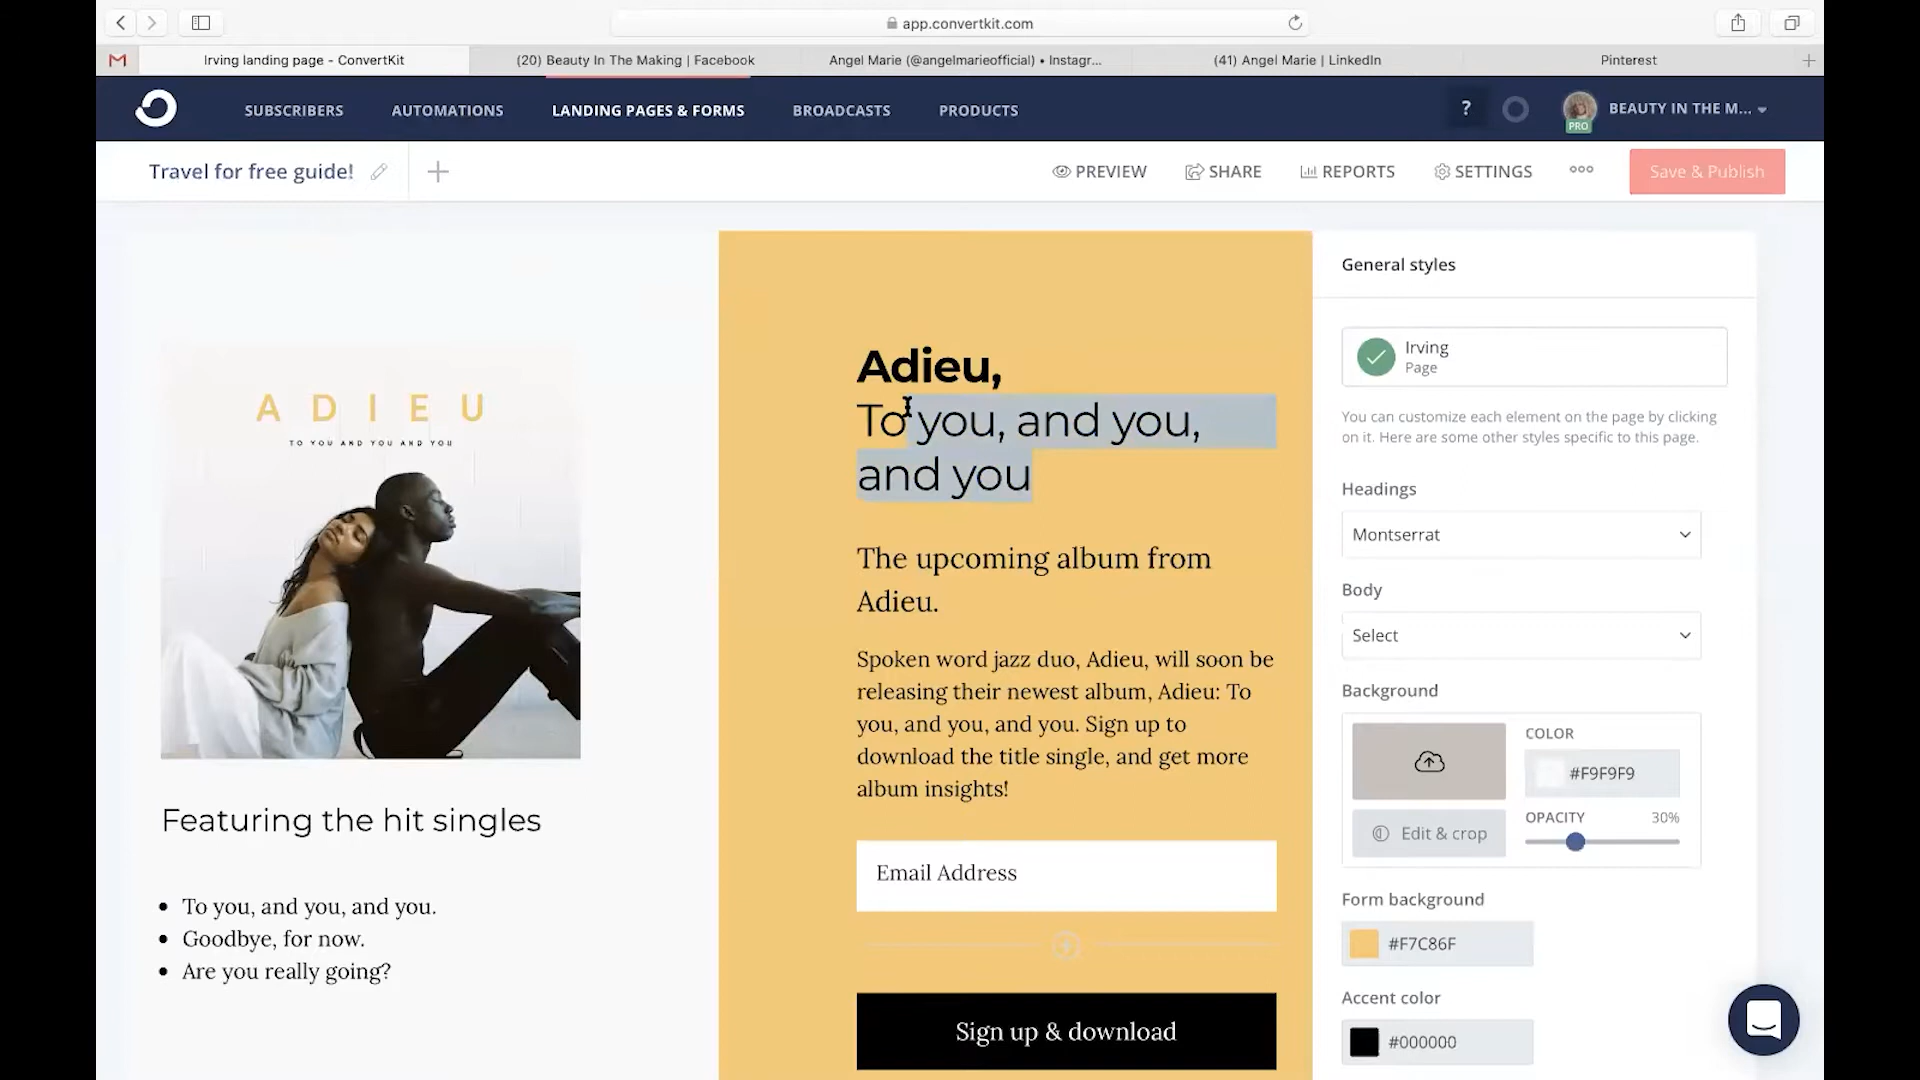 app.convertkit.com
Irving landing page - ConvertKit
(20) Beauty In The Making | Facebook
Angel Marie (@angelmarieofficial) • Instagr...
(41) Angel Marie | LinkedIn
Pinterest
SUBSCRIBERS
AUTOMATIONS
LANDING PAGES & FORMS
BROADCASTS
PRODUCTS
?
PRO
BEAUTY IN THE M...
Travel for free guide!
PREVIEW
SHARE
REPORTS
SETTINGS
Save & Publish
ADIEU
TO YOU AND YOU AND YOU
Featuring the hit singles
• To you, and you, and you.
• Goodbye, for now.
• Are you really going?
Adieu,
To you, and you,
and you
The upcoming album from
Adieu.
Spoken word jazz duo, Adieu, will soon be
releasing their newest album, Adieu: To
you, and you, and you. Sign up to
download the title single, and get more
album insights!
Email Address
Sign up & download
General styles
Irving
Page
You can customize each element on the page by clicking
on it. Here are some other styles specific to this page.
Headings
Montserrat
Body
Select
Background
COLOR
#F9F9F9
Edit & crop
OPACITY 30%
Form background
#F7C86F
Accent color
#000000